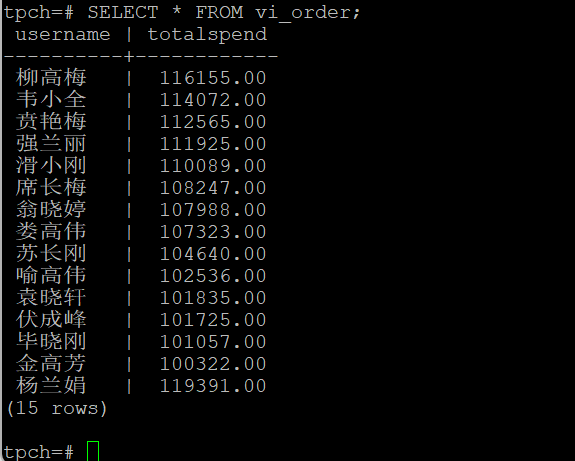 tpch=# SELECT * FROM vi_order;
 username | totalspend
----------+------------
 柳高梅   |  116155.00
 韦小全   |  114072.00
 贲艳梅   |  112565.00
 强兰丽   |  111925.00
 滑小刚   |  110089.00
 席长梅   |  108247.00
 翁晓婷   |  107988.00
 娄高伟   |  107323.00
 苏长刚   |  104640.00
 喻高伟   |  102536.00
 袁晓轩   |  101835.00
 伏成峰   |  101725.00
 毕晓刚   |  101057.00
 金高芳   |  100322.00
 杨兰娟   |  119391.00
(15 rows)
tpch=#